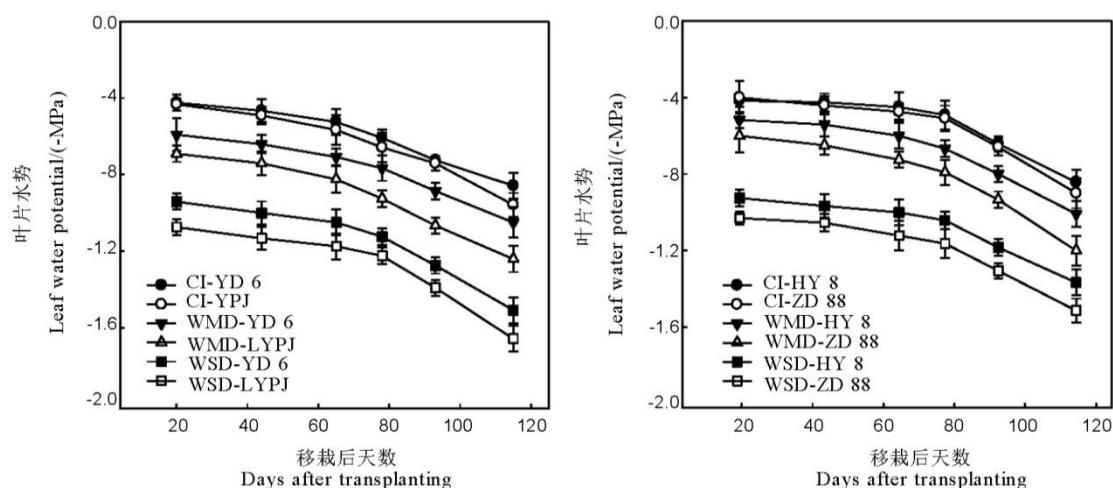 0.0
-4
-8
-1.2
-1.6
-2.0
叶片水势
Leaf water potential/(-MPa)
CI-YD 6
CI-YPJ
WMD-YD 6
WMD-LYPJ
WSD-YD 6
WSD-LYPJ
20 40 60 80 100 120
移栽后天数
Days after transplanting
0.0
-4
-8
-1.2
-1.6
-2.0
叶片水势
Leaf water potential/(-MPa)
CI-HY 8
CI-ZD 88
WMD-HY 8
WMD-ZD 88
WSD-HY 8
WSD-ZD 88
20 40 60 80 100 120
移栽后天数
Days after transplanting